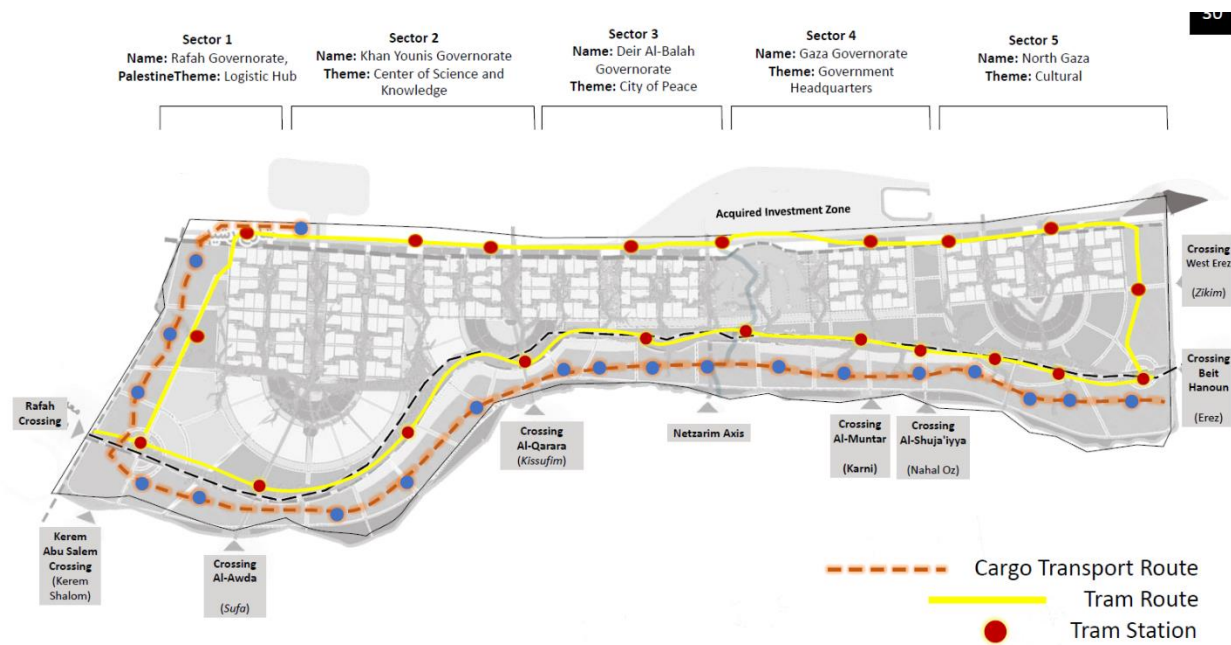 30
Sector 1
Name: Rafah Governorate,
PalestineTheme: Logistic Hub
Sector 2
Name: Khan Younis Governorate
Theme: Center of Science and
Knowledge
Sector 3
Name: Deir Al-Balah
Governorate
Theme: City of Peace
Sector 4
Name: Gaza Governorate
Theme: Government
Headquarters
Sector 5
Name: North Gaza
Theme: Cultural
Acquired Investment Zone
Crossing
West Erez
(Zikim)
Crossing
Beit
Hanoun
(Erez)
Rafah
Crossing
Crossing
Al-Qarara
(Kissufim)
Netzarim Axis
Crossing
Al-Muntar
(Karni)
Crossing
Al-Shuja'iyya
(Nahal Oz)
Kerem
Abu Salem
Crossing
(Kerem
Shalom)
Crossing
Al-Awda
(Sufa)
Cargo Transport Route
Tram Route
Tram Station